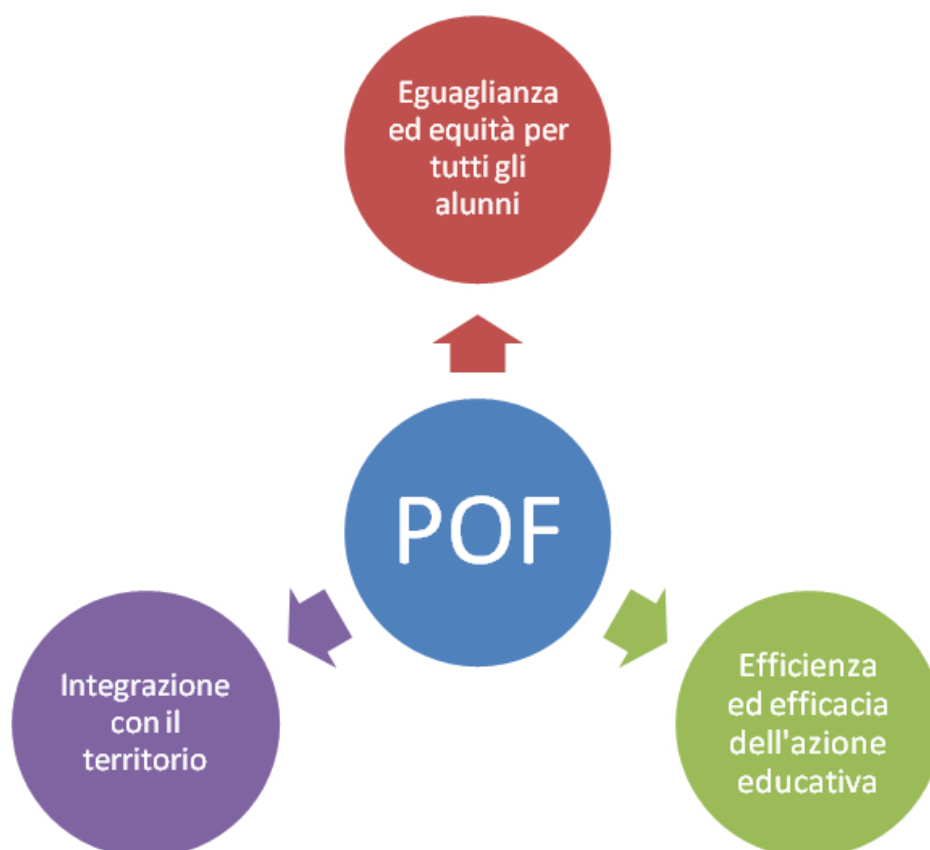 Eguaglianza
ed equità per
tutti gli
alunni
POF
Integrazione
con il
territorio
Efficienza
ed efficacia
dell'azione
educativa